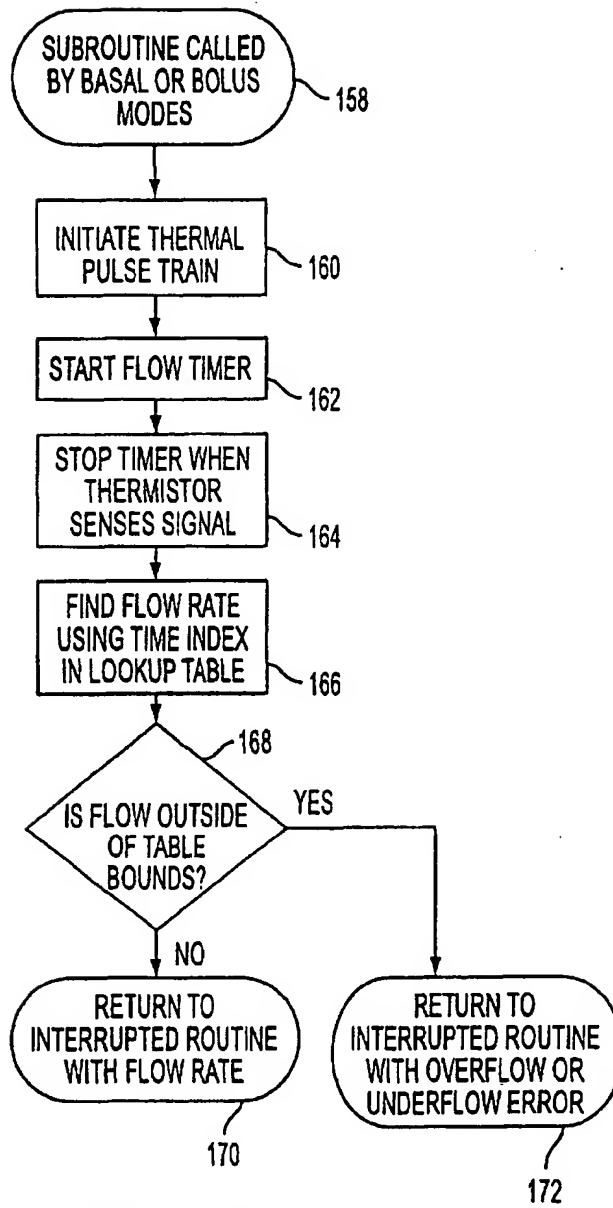 SUBROUTINE CALLED
BY BASAL OR BOLUS
MODES
158
INITIATE THERMAL
PULSE TRAIN
160
START FLOW TIMER
162
STOP TIMER WHEN
THERMISTOR
SENSES SIGNAL
164
FIND FLOW RATE
USING TIME INDEX
IN LOOKUP TABLE
166
168
IS FLOW OUTSIDE
OF TABLE
BOUNDS?
YES
NO
RETURN TO
INTERRUPTED ROUTINE
WITH FLOW RATE
170
RETURN TO
INTERRUPTED ROUTINE
WITH OVERFLOW OR
UNDERFLOW ERROR
172